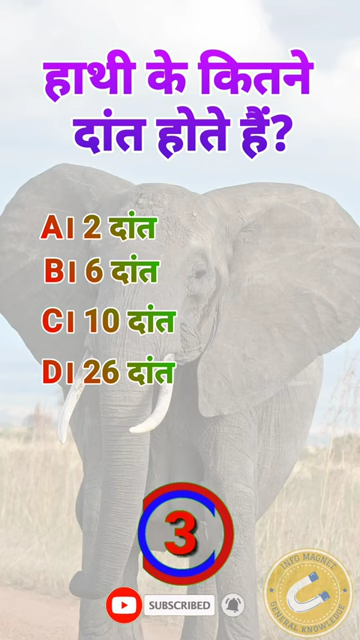 हाथी के कितने
दांत होते हैं?
A। 2 दांत
B। 6 दांत
C। 10 दांत
D। 26 दांत
3
INFO MAGNET
GENERAL KNOWLEDGE
SUBSCRIBED